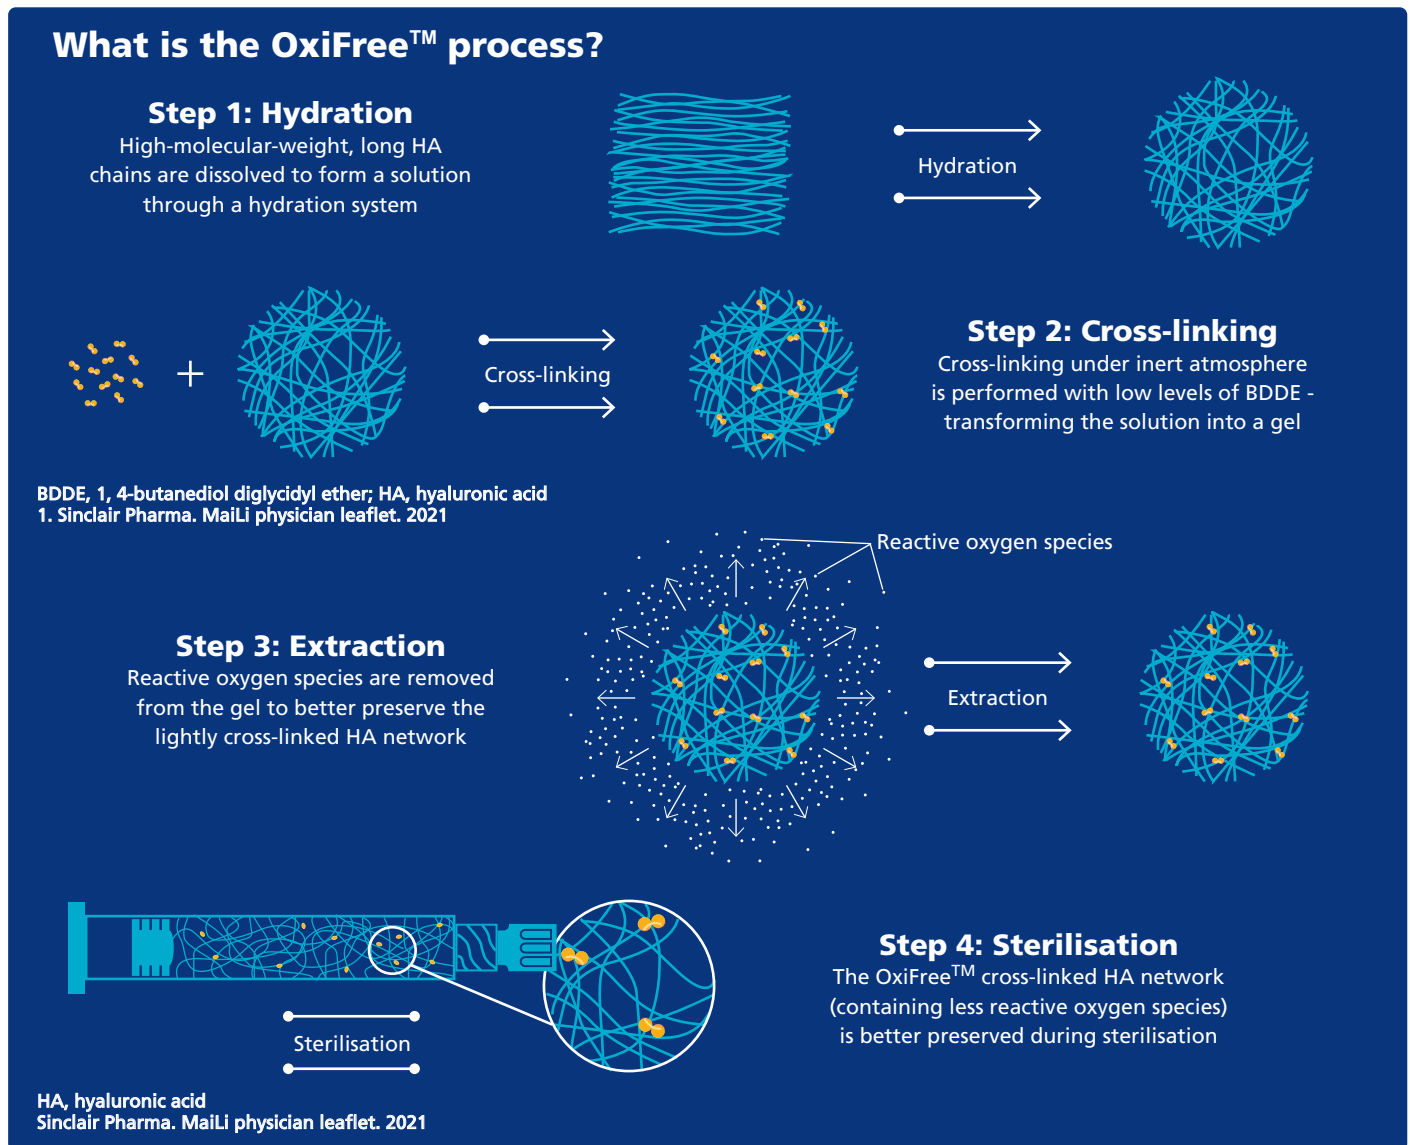 What is the OxiFree™ process?
Step 1: Hydration
High-molecular-weight, long HA
chains are dissolved to form a solution
through a hydration system
Hydration
+
Cross-linking
Step 2: Cross-linking
Cross-linking under inert atmosphere
is performed with low levels of BDDE -
transforming the solution into a gel
BDDE, 1, 4-butanediol diglycidyl ether; HA, hyaluronic acid
1. Sinclair Pharma. MaiLi physician leaflet. 2021
Reactive oxygen species
Step 3: Extraction
Reactive oxygen species are removed
from the gel to better preserve the
lightly cross-linked HA network
Extraction
Step 4: Sterilisation
The OxiFree™ cross-linked HA network
(containing less reactive oxygen species)
is better preserved during sterilisation
Sterilisation
HA, hyaluronic acid
Sinclair Pharma. MaiLi physician leaflet. 2021